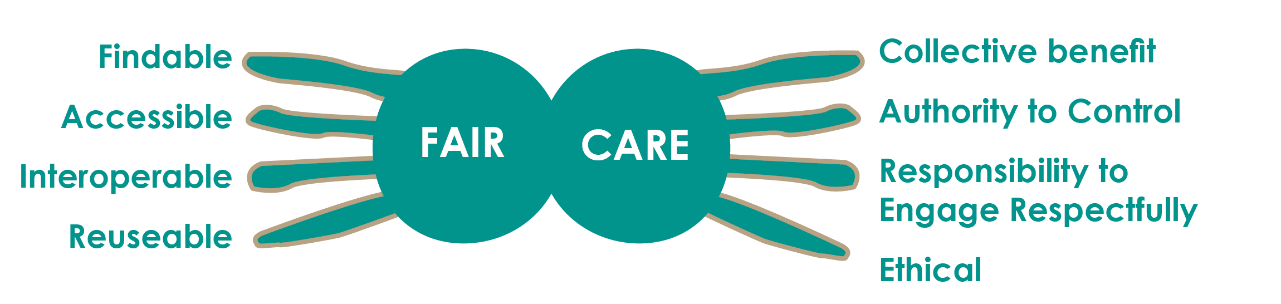 Findable
Accessible
Interoperable
Reuseable
FAIR
CARE
Collective benefit
Authority to Control
Responsibility to
Engage Respectfully
Ethical